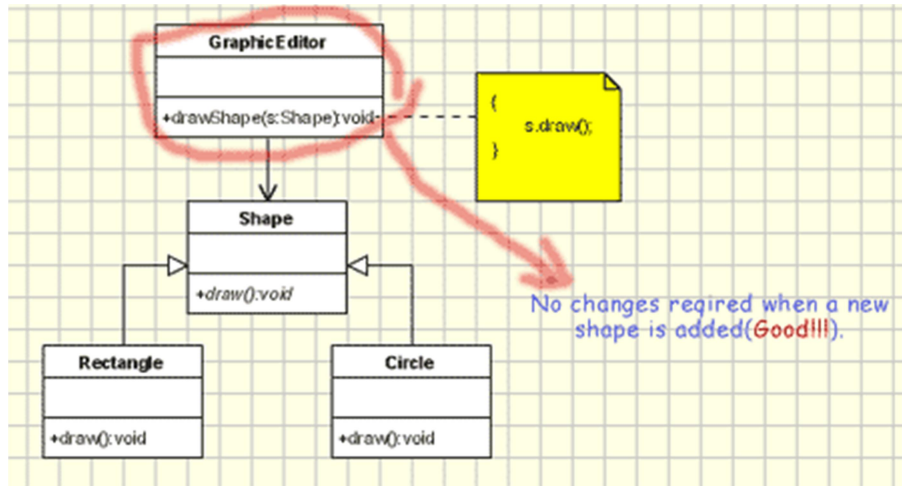 GraphicEditor
+drawShape(s:Shape):void
{
s.draw();
}
Shape
+draw():void
No changes reqired when a new
shape is added(Good!!!).
Rectangle
+draw():void
Circle
+draw():void